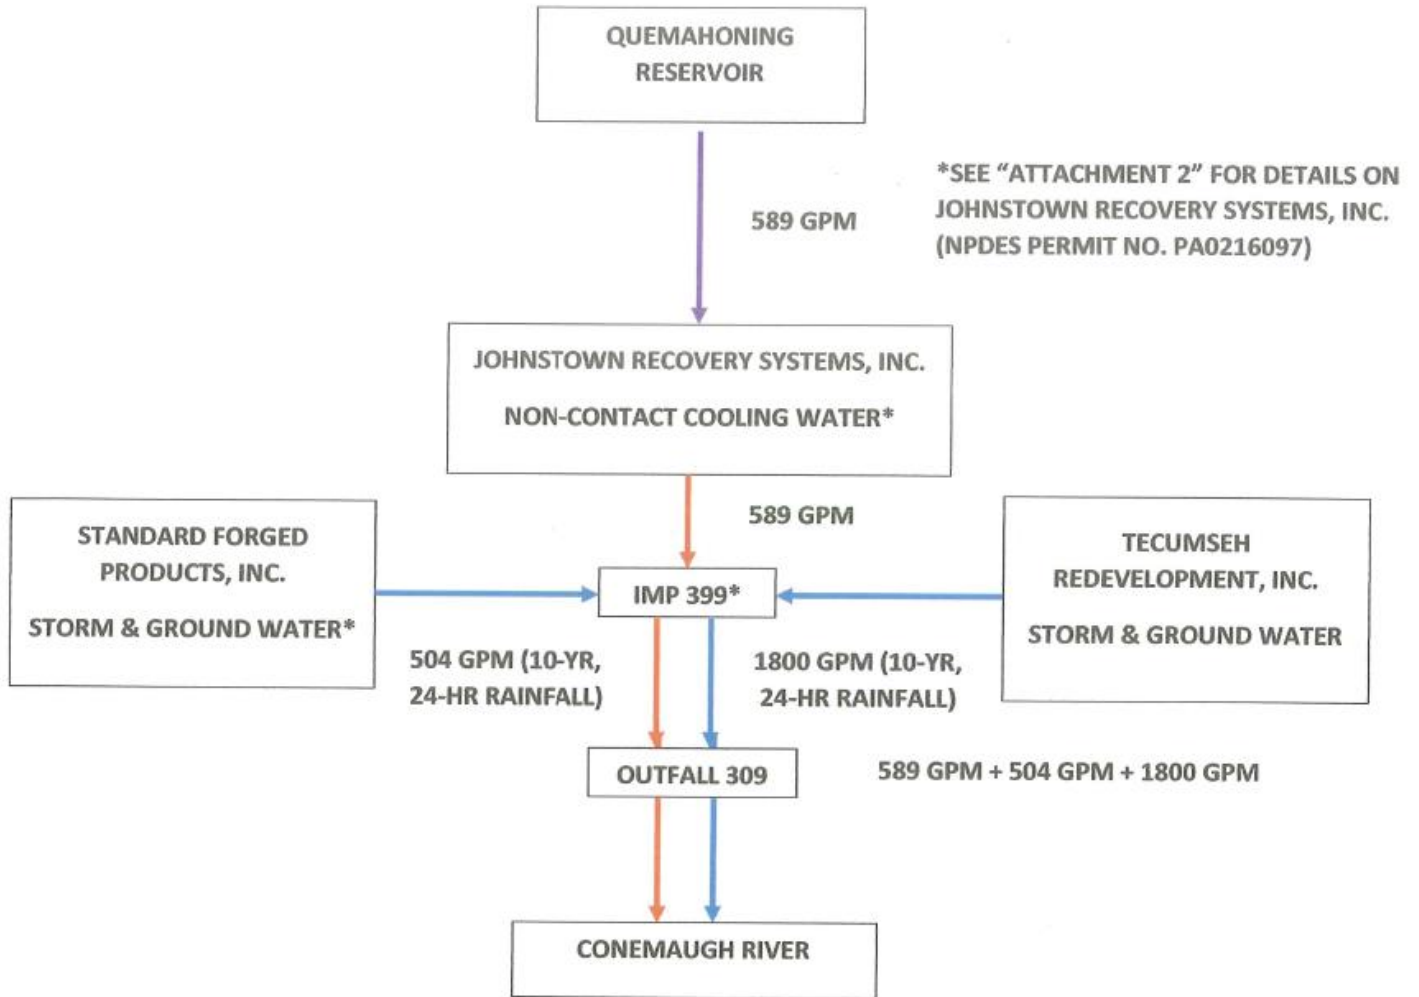 QUEMAHONING
RESERVOIR
589 GPM
*SEE "ATTACHMENT 2" FOR DETAILS ON
JOHNSTOWN RECOVERY SYSTEMS, INC.
(NPDES PERMIT NO. PA0216097)
JOHNSTOWN RECOVERY SYSTEMS, INC.
NON-CONTACT COOLING WATER*
589 GPM
STANDARD FORGED
PRODUCTS, INC.
STORM & GROUND WATER*
IMP 399*
TECUMSEH
REDEVELOPMENT, INC.
STORM & GROUND WATER
504 GPM (10-YR,
24-HR RAINFALL)
1800 GPM (10-YR,
24-HR RAINFALL)
OUTFALL 309
589 GPM + 504 GPM + 1800 GPM
CONEMAUGH RIVER